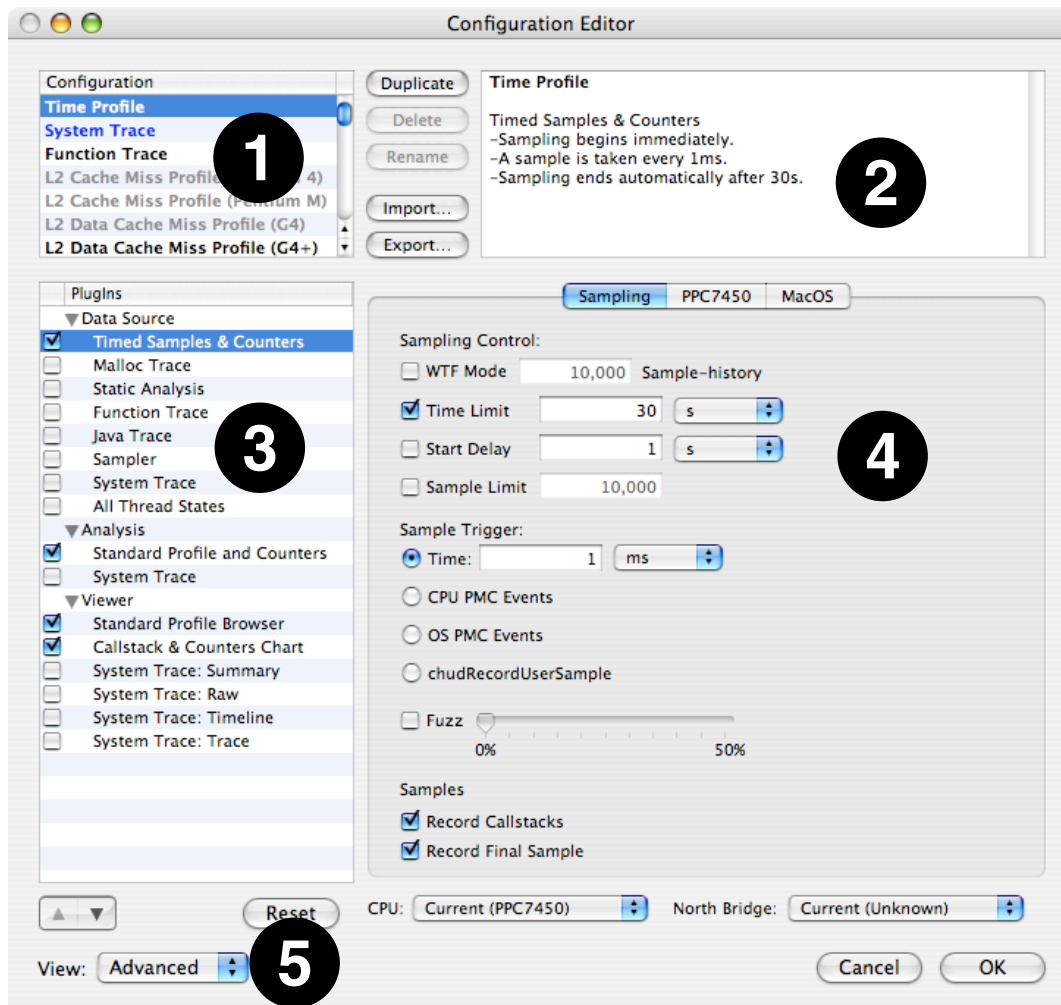 Configuration Editor
Configuration
Time Profile
System Trace
Function Trace
L2 Cache Miss Profile 4)
L2 Cache Miss Profile (Pentium M)
L2 Data Cache Miss Profile (G4)
L2 Data Cache Miss Profile (G4+)
1
Duplicate
Delete
Rename
Import...
Export...
Time Profile
Timed Samples & Counters
-Sampling begins immediately.
-A sample is taken every 1ms.
-Sampling ends automatically after 30s.
2
PlugIns
Data Source
Timed Samples & Counters
Malloc Trace
Static Analysis
Function Trace
Java Trace
Sampler
System Trace
All Thread States
Analysis
Standard Profile and Counters
System Trace
Viewer
Standard Profile Browser
Callstack & Counters Chart
System Trace: Summary
System Trace: Raw
System Trace: Timeline
System Trace: Trace
3
Sampling PPC7450 MacOS
Sampling Control:
WTF Mode 10,000 Sample-history
Time Limit 30 s
Start Delay 1 s
Sample Limit 10,000
4
Sample Trigger:
Time: 1 ms
CPU PMC Events
OS PMC Events
chudRecordUserSample
Fuzz
0% 50%
Samples
Record Callstacks
Record Final Sample
Reset
CPU: Current (PPC7450) North Bridge: Current (Unknown)
View: Advanced
5
Cancel OK